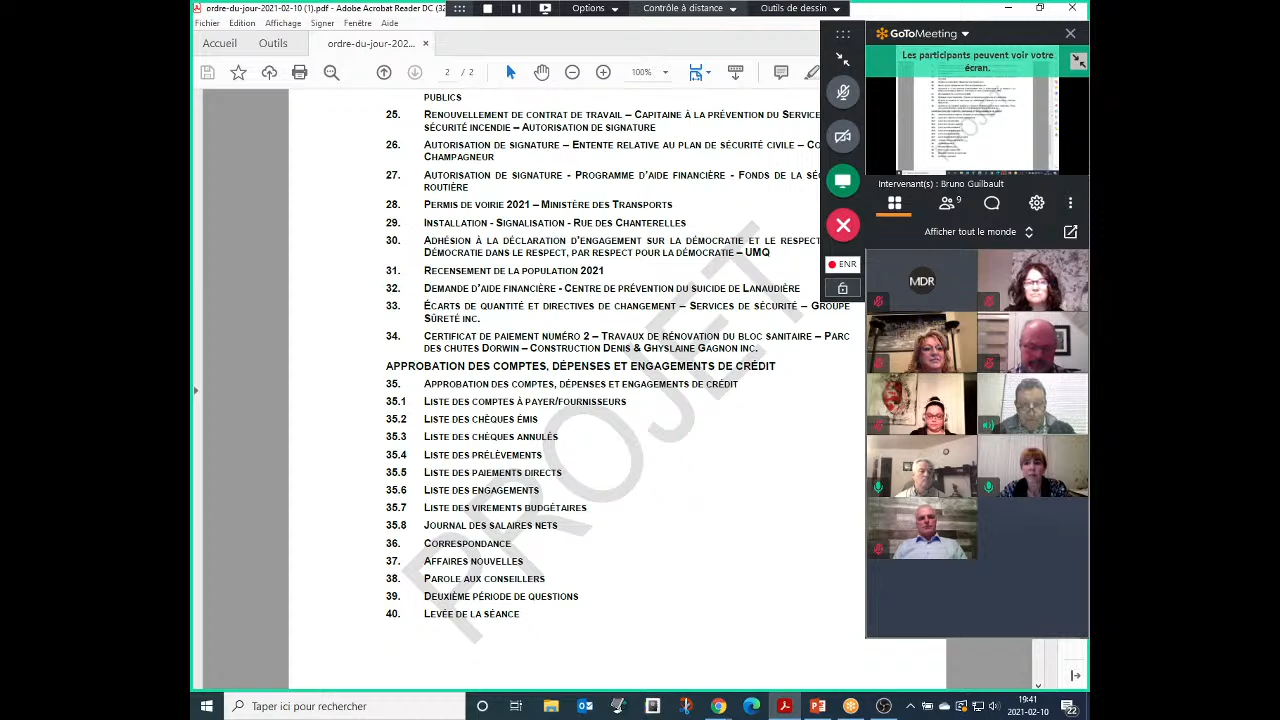 ordre-du-jour-2021-02-10 (1).pdf - Adobe Acrobat Reader DC (32
Options
Contrôle à distance
Outils de dessin
Fichier Edition Affichage Signer Fenêtre
Accueil Outils ordre-du-jour-202...
2 / 2
100%
GoToMeeting
Les participants peuvent voir votre
écran.
Intervenant(s) : Bruno Guilbault
9
Afficher tout le monde
ENR
MDR
PUBLICS
25. RENOUVELLEMENT DE CONTRAT DE TRAVAIL – CAPITAINE À LA PRÉVENTION DU SERVICE
SÉCURITÉ INCENDIE – AUTORISATION DE SIGNATURE
26. AUTORISATION DE SIGNATURE – ENTENTE RELATIVE AU PLAN DE SÉCURITÉ CIVILE – CO
CHAMPAGNEUR
27. AUTORISATION DE SIGNATURE - PROGRAMME D'AIDE FINANCIÈRE - FONDS DE LA SÉC
ROUTIÈRE
28. PERMIS DE VOIRIE 2021 – MINISTÈRE DES TRANSPORTS
29. INSTALLATION - SIGNALISATION - RUE DES CHANTERELLES
30. ADHÉSION À LA DÉCLARATION D'ENGAGEMENT SUR LA DÉMOCRATIE ET LE RESPECT
DÉMOCRATIE DANS LE RESPECT, PAR RESPECT POUR LA DÉMOCRATIE – UMQ
31. RECENSEMENT DE LA POPULATION 2021
32. DEMANDE D'AIDE FINANCIÈRE - CENTRE DE PRÉVENTION DU SUICIDE DE LANAUDIÈRE
33. ÉCARTS DE QUANTITÉ ET DIRECTIVES DE CHANGEMENT – SERVICES DE SÉCURITÉ – GROUPE
SÛRETÉ INC.
34. CERTIFICAT DE PAIEMENT NUMÉRO 2 – TRAVAUX DE RÉNOVATION DU BLOC SANITAIRE – PARC
DES CHUTES DORWIN – CONSTRUCTION DENIS & GHYSLAINE GAGNON INC.
APPROBATION DES COMPTES, DÉPENSES ET ENGAGEMENTS DE CRÉDIT
35. APPROBATION DES COMPTES, DÉPENSES ET ENGAGEMENTS DE CRÉDIT
35.1 LISTE DES COMPTES À PAYER/FOURNISSEURS
35.2 LISTE DES CHÈQUES ÉMIS
35.3 LISTE DES CHÈQUES ANNULÉS
35.4 LISTE DES PRÉLÈVEMENTS
35.5 LISTE DES PAIEMENTS DIRECTS
35.6 LISTE DES ENGAGEMENTS
35.7 LISTE DES VIREMENTS BUDGÉTAIRES
35.8 JOURNAL DES SALAIRES NETS
36. CORRESPONDANCE
37. AFFAIRES NOUVELLES
38. PAROLE AUX CONSEILLERS
39. DEUXIÈME PÉRIODE DE QUESTIONS
40. LEVÉE DE LA SÉANCE
PROJET
Taper ici pour rechercher
19:41
2021-02-10
22